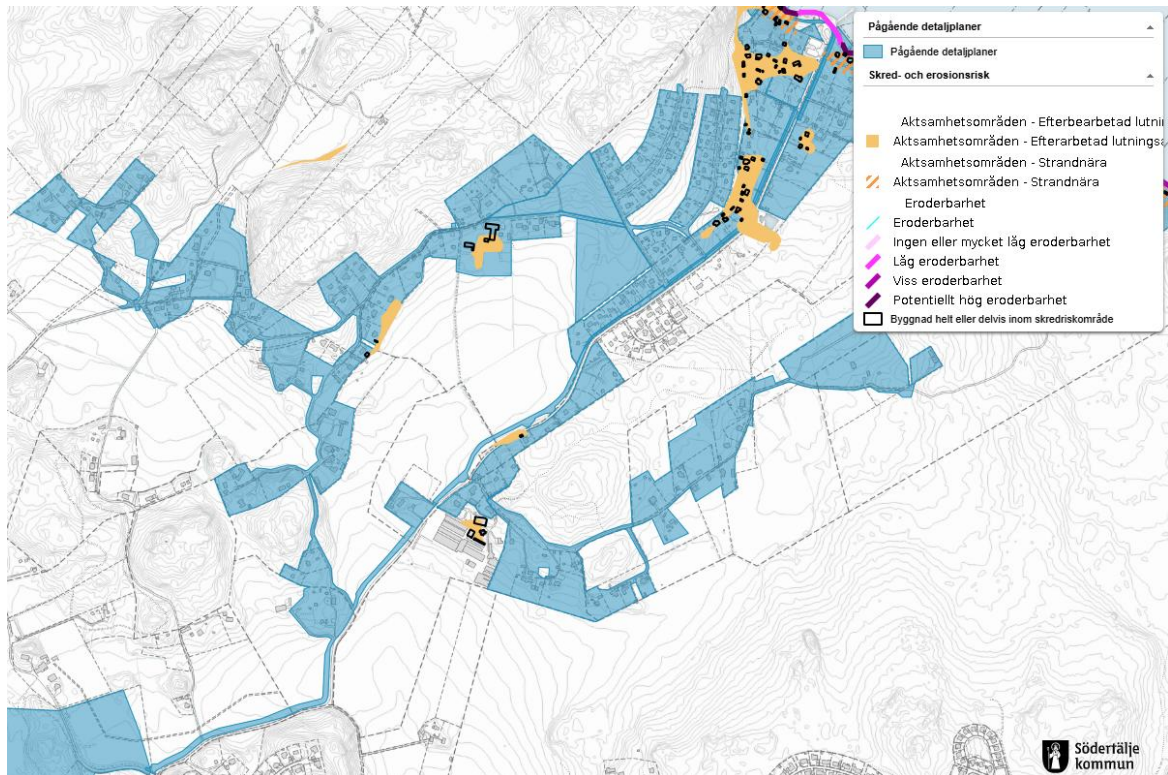 Pågående detaljplaner
Pågående detaljplaner
Skred- och erosionsrisk
Aktsamhetsområden - Efterbearbetad lutni
Aktsamhetsområden - Efterarbetad lutningsa
Aktsamhetsområden - Strandnära
Aktsamhetsområden - Strandnära
Eroderbarhet
Eroderbarhet
Ingen eller mycket låg eroderbarhet
Låg eroderbarhet
Viss eroderbarhet
Potentiellt hög eroderbarhet
Byggnad helt eller delvis inom skredriskområde
Södertälje
kommun